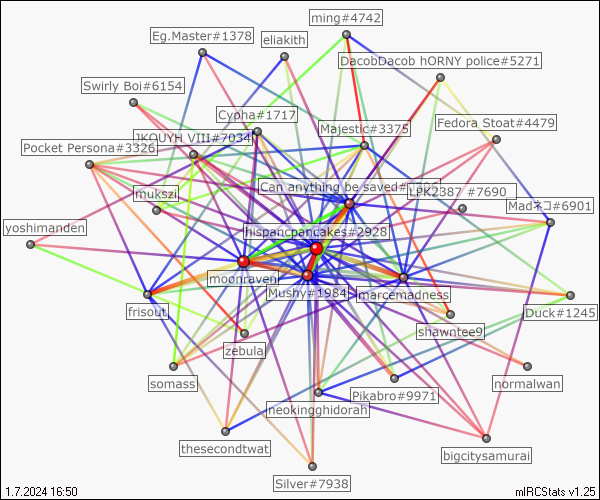 ming#4742
Eg.Master#1378
eliakith
DacobDacob hORNY police#5271
Swirly Boi#6154
Cypha#1717
Fedora Stoat#4479
Majestic#3375
VIII#7034
Pocket Persona#3326
Can anything be saved
LPK2387 #7690
mukszi
Madネコ#6901
yoshimanden
hispancpancakes#2928
moonraven
Mushy#1984
marcemadness
frisout
Duck#1245
shawntee9
zebula
somass
normalwan
Pikabro#9971
neokingghidorah
thesecondtwat
bigcitysamurai
Silver#7938
1.7.2024 16:50
mIRCStats v1.25